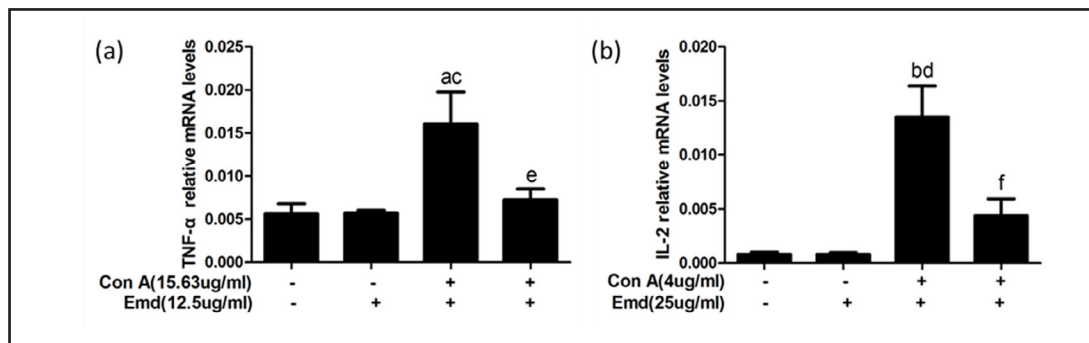 (a)
TNF-α relative mRNA levels
0.025
0.020
0.015
0.010
0.005
0.000
ac
e
Con A(15.63ug/ml) - - + +
Emd(12.5ug/ml) - + + +
(b)
IL-2 relative mRNA levels
0.020
0.015
0.010
0.005
0.000
bd
f
Con A(4ug/ml) - - + +
Emd(25ug/ml) - + + +